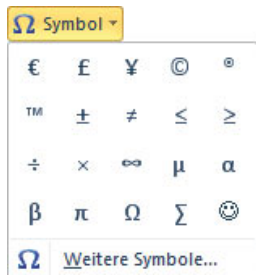 Ω Symbol
€ £ ¥ © ®
™ ± ≠ ≤ ≥
÷ × ∞ µ α
β π Ω ∑ ☺
Ω Weitere Symbole...